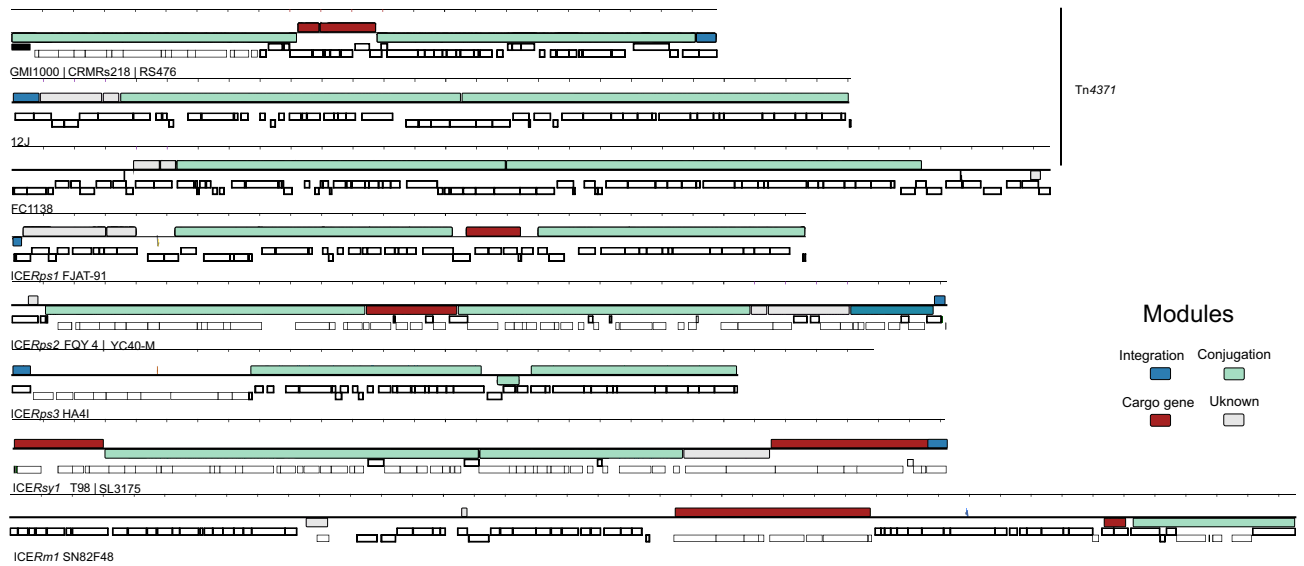 GMI1000 | CRMRs218 | RS476
Tn4371
12J
FC1138
ICERps1 FJAT-91
ICERps2 FQY 4 | YC40-M
ICERps3 HA4I
ICERsy1 T98 | SL3175
ICERm1 SN82F48
Modules
Integration Conjugation
Cargo gene Uknown